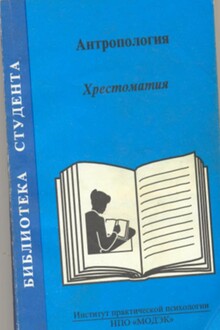 БИБЛИОТЕКА СТУДЕНТА
Антропология
Хрестоматия
Институт практической психологии
НПО «МОДЭК»